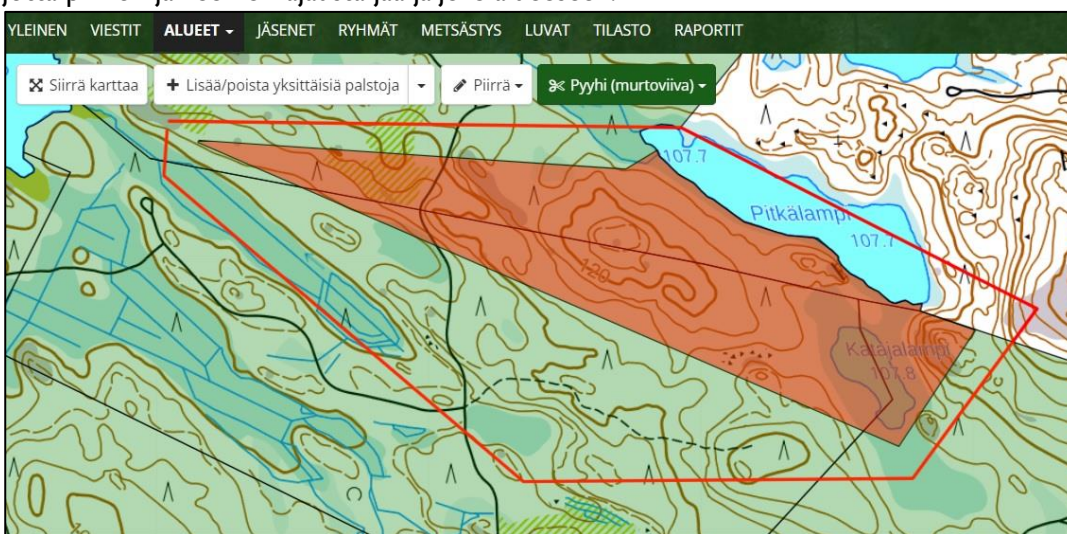 YLEINEN VIESTIT ALUEET JÄSENET RYHMÄT METSÄSTYS LUVAT TILASTO RAPORTIT
Siirrä karttaa Lisää/poista yksittäisiä palstoja Piirrä Pyyhi (murtoviiva)
107.7
Pitkälampi
107.7
120
Katajalampi
107.8